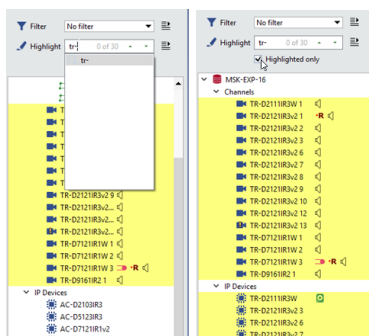 Filter No filter
Highlight tr- 0 of 30
tr-
TR-D2121IR3v2 9
TR-D2121IR3v2...
TR-D2121IR3v2...
TR-D2121IR3v2...
TR-D7121IR1W 1
TR-D7121IR1W 2
TR-D7121IR1W 3 •R
TR-D9161IR2 1
IP Devices
AC-D2103IR3
AC-D5123IR3
AC-D7121IR1v2
Filter No filter
Highlight tr- 0 of 30
Highlighted only
MSK-EXP-16
Channels
TR-D2111IR3W 1
TR-D2121IR3v2 1 •R
TR-D2121IR3v2 2
TR-D2121IR3v2 3
TR-D2121IR3v2 6
TR-D2121IR3v2 7
TR-D2121IR3v2 8
TR-D2121IR3v2 9
TR-D2121IR3v2 10
TR-D2121IR3v2 12
TR-D2121IR3v2 13
TR-D7121IR1W 1
TR-D7121IR1W 2
TR-D7121IR1W 3 •R
TR-D9161IR2 1
IP Devices
TR-D2111IR3W
TR-D2121IR3v2 3
TR-D2121IR3v2 6
TR-D2121IR3v2 7